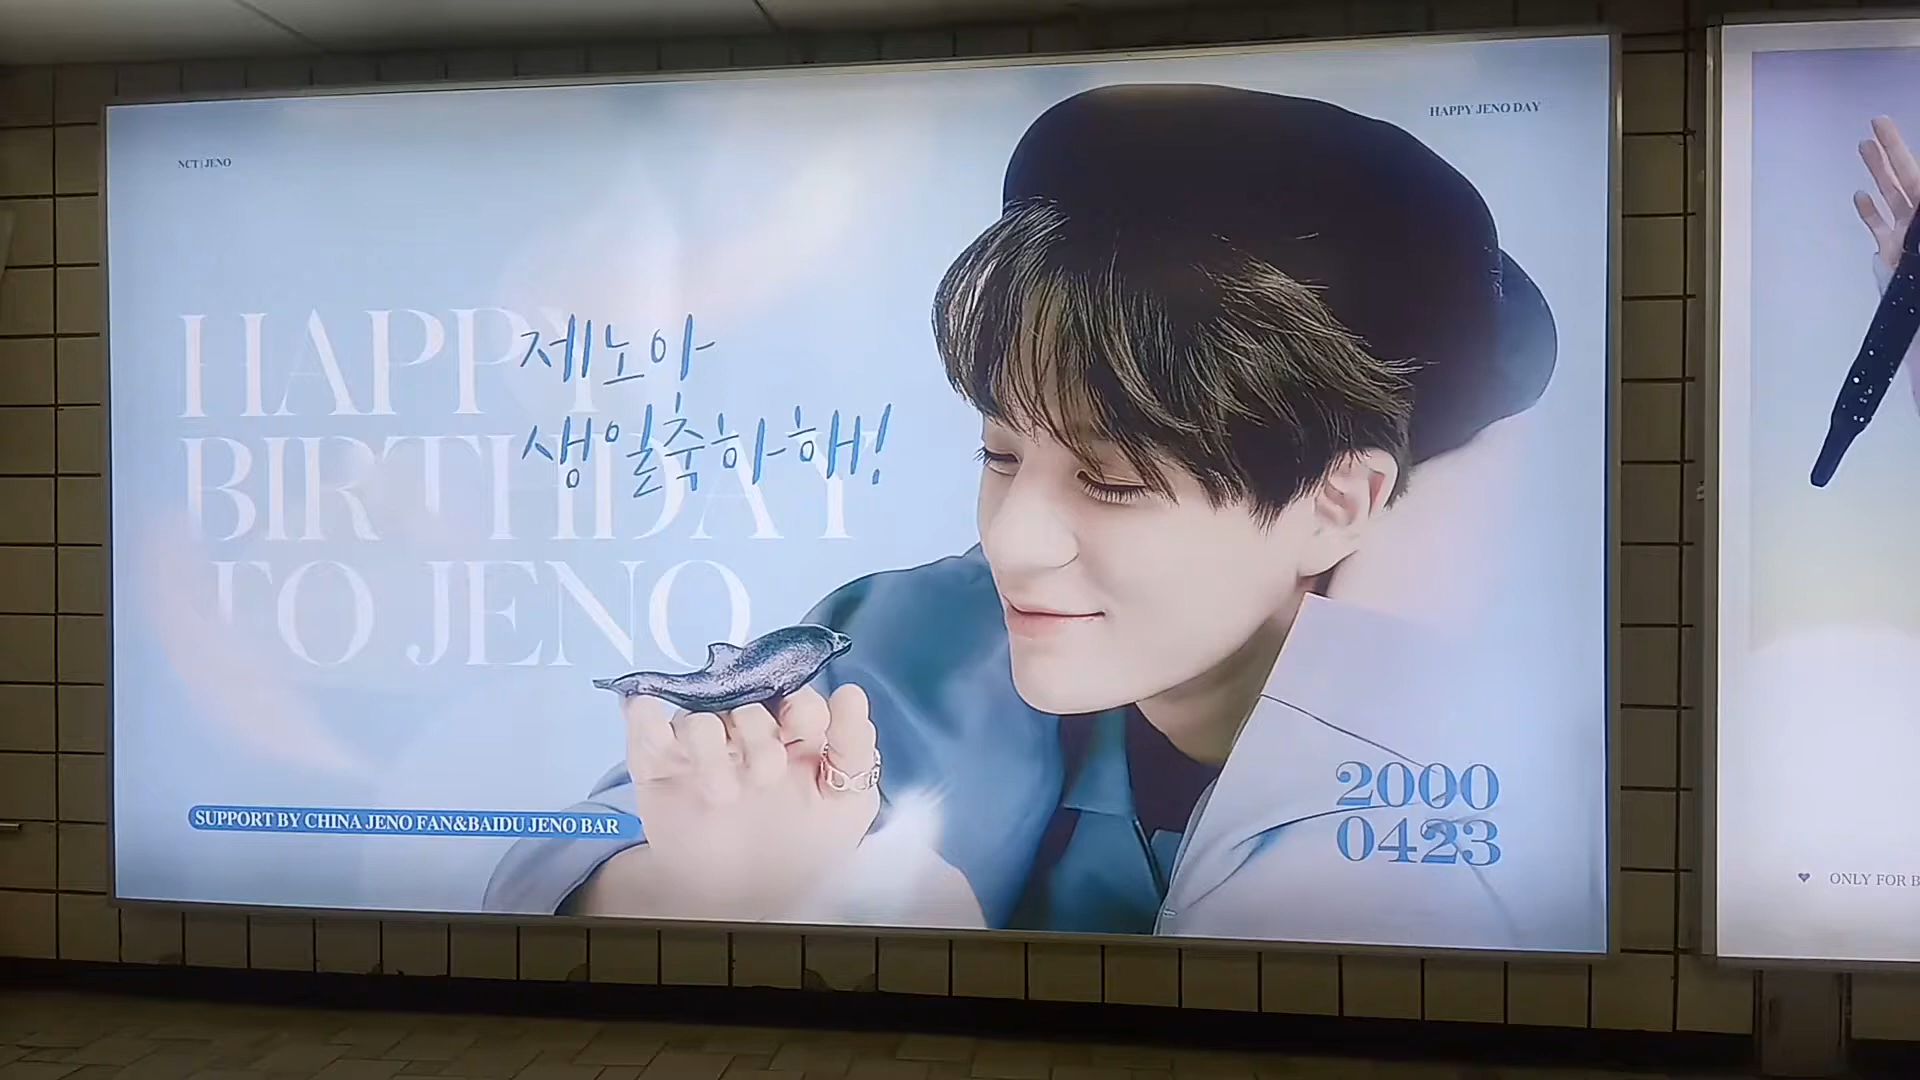 NCT | JENO
HAPPY JENO DAY
HAPPY
BIRTHDAY
TO JENO
제노야
생일축하해!
SUPPORT BY CHINA JENO FAN&BAIDU JENO BAR
2000
0423
ONLY FOR